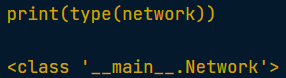 print(type(network))
<class '__main__.Network'>